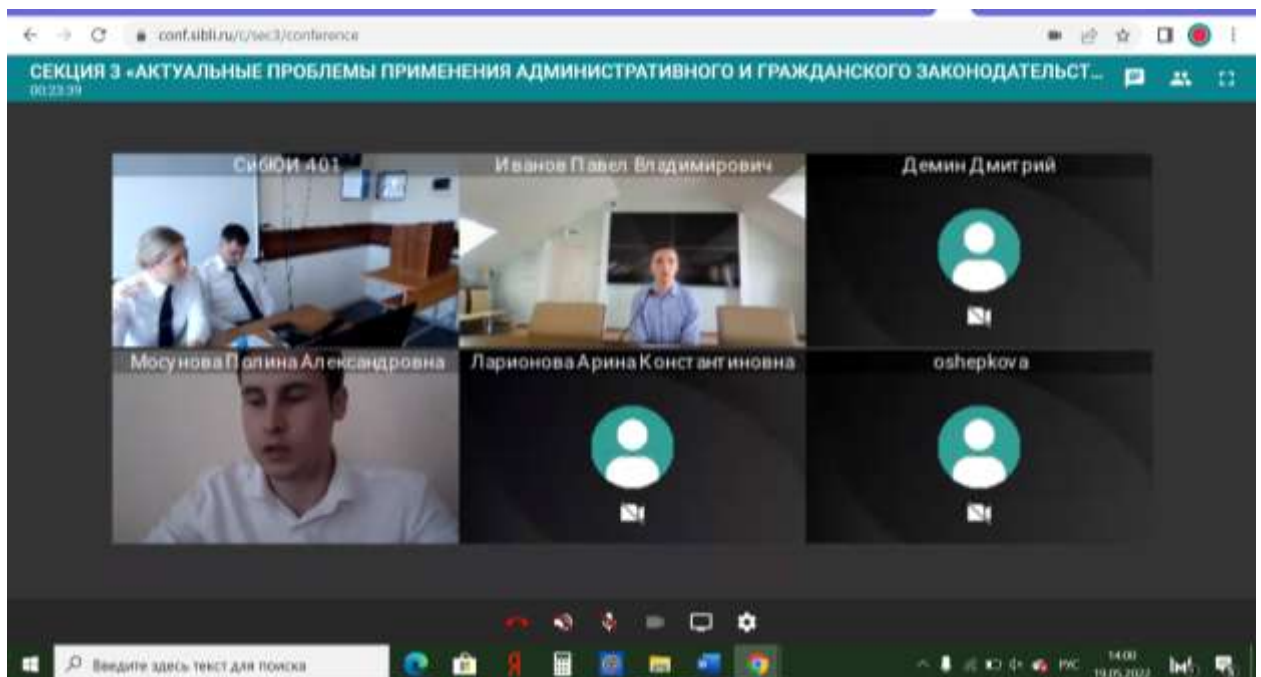 conf.sibli.ru/c/sec3/conference
СЕКЦИЯ 3 «АКТУАЛЬНЫЕ ПРОБЛЕМЫ ПРИМЕНЕНИЯ АДМИНИСТРАТИВНОГО И ГРАЖДАНСКОГО ЗАКОНОДАТЕЛЬСТ...
00:23:39
СибЮИ 401
Иванов Павел Владимирович
Демин Дмитрий
Мосунова Полина Александровна
Ларионова Арина Константиновна
oshepkova
Введите здесь текст для поиска
РУС
14:00
19.05.2022